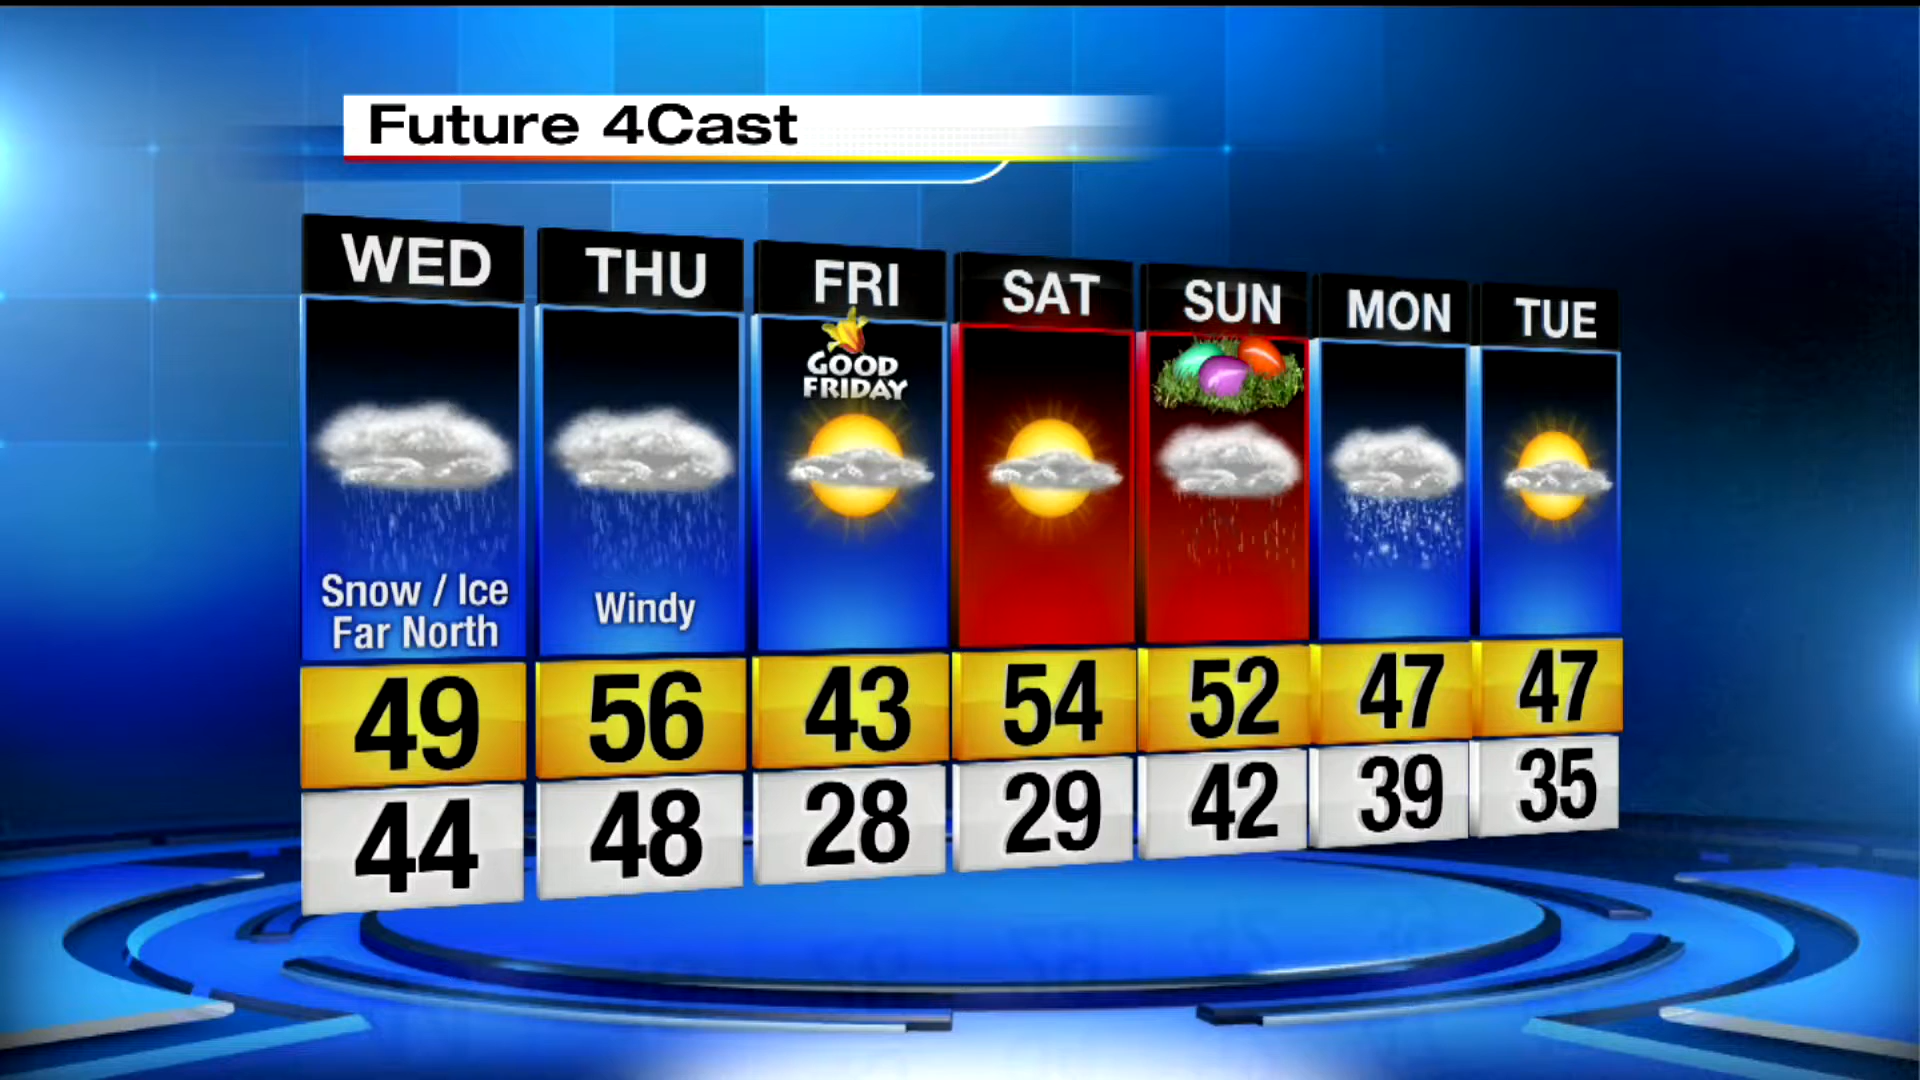 Future 4Cast
WED
THU
FRI
SAT
SUN
MON
TUE
GOOD
FRIDAY
Snow / Ice
Far North
Windy
49
56
43
54
52
47
47
44
48
28
29
42
39
35